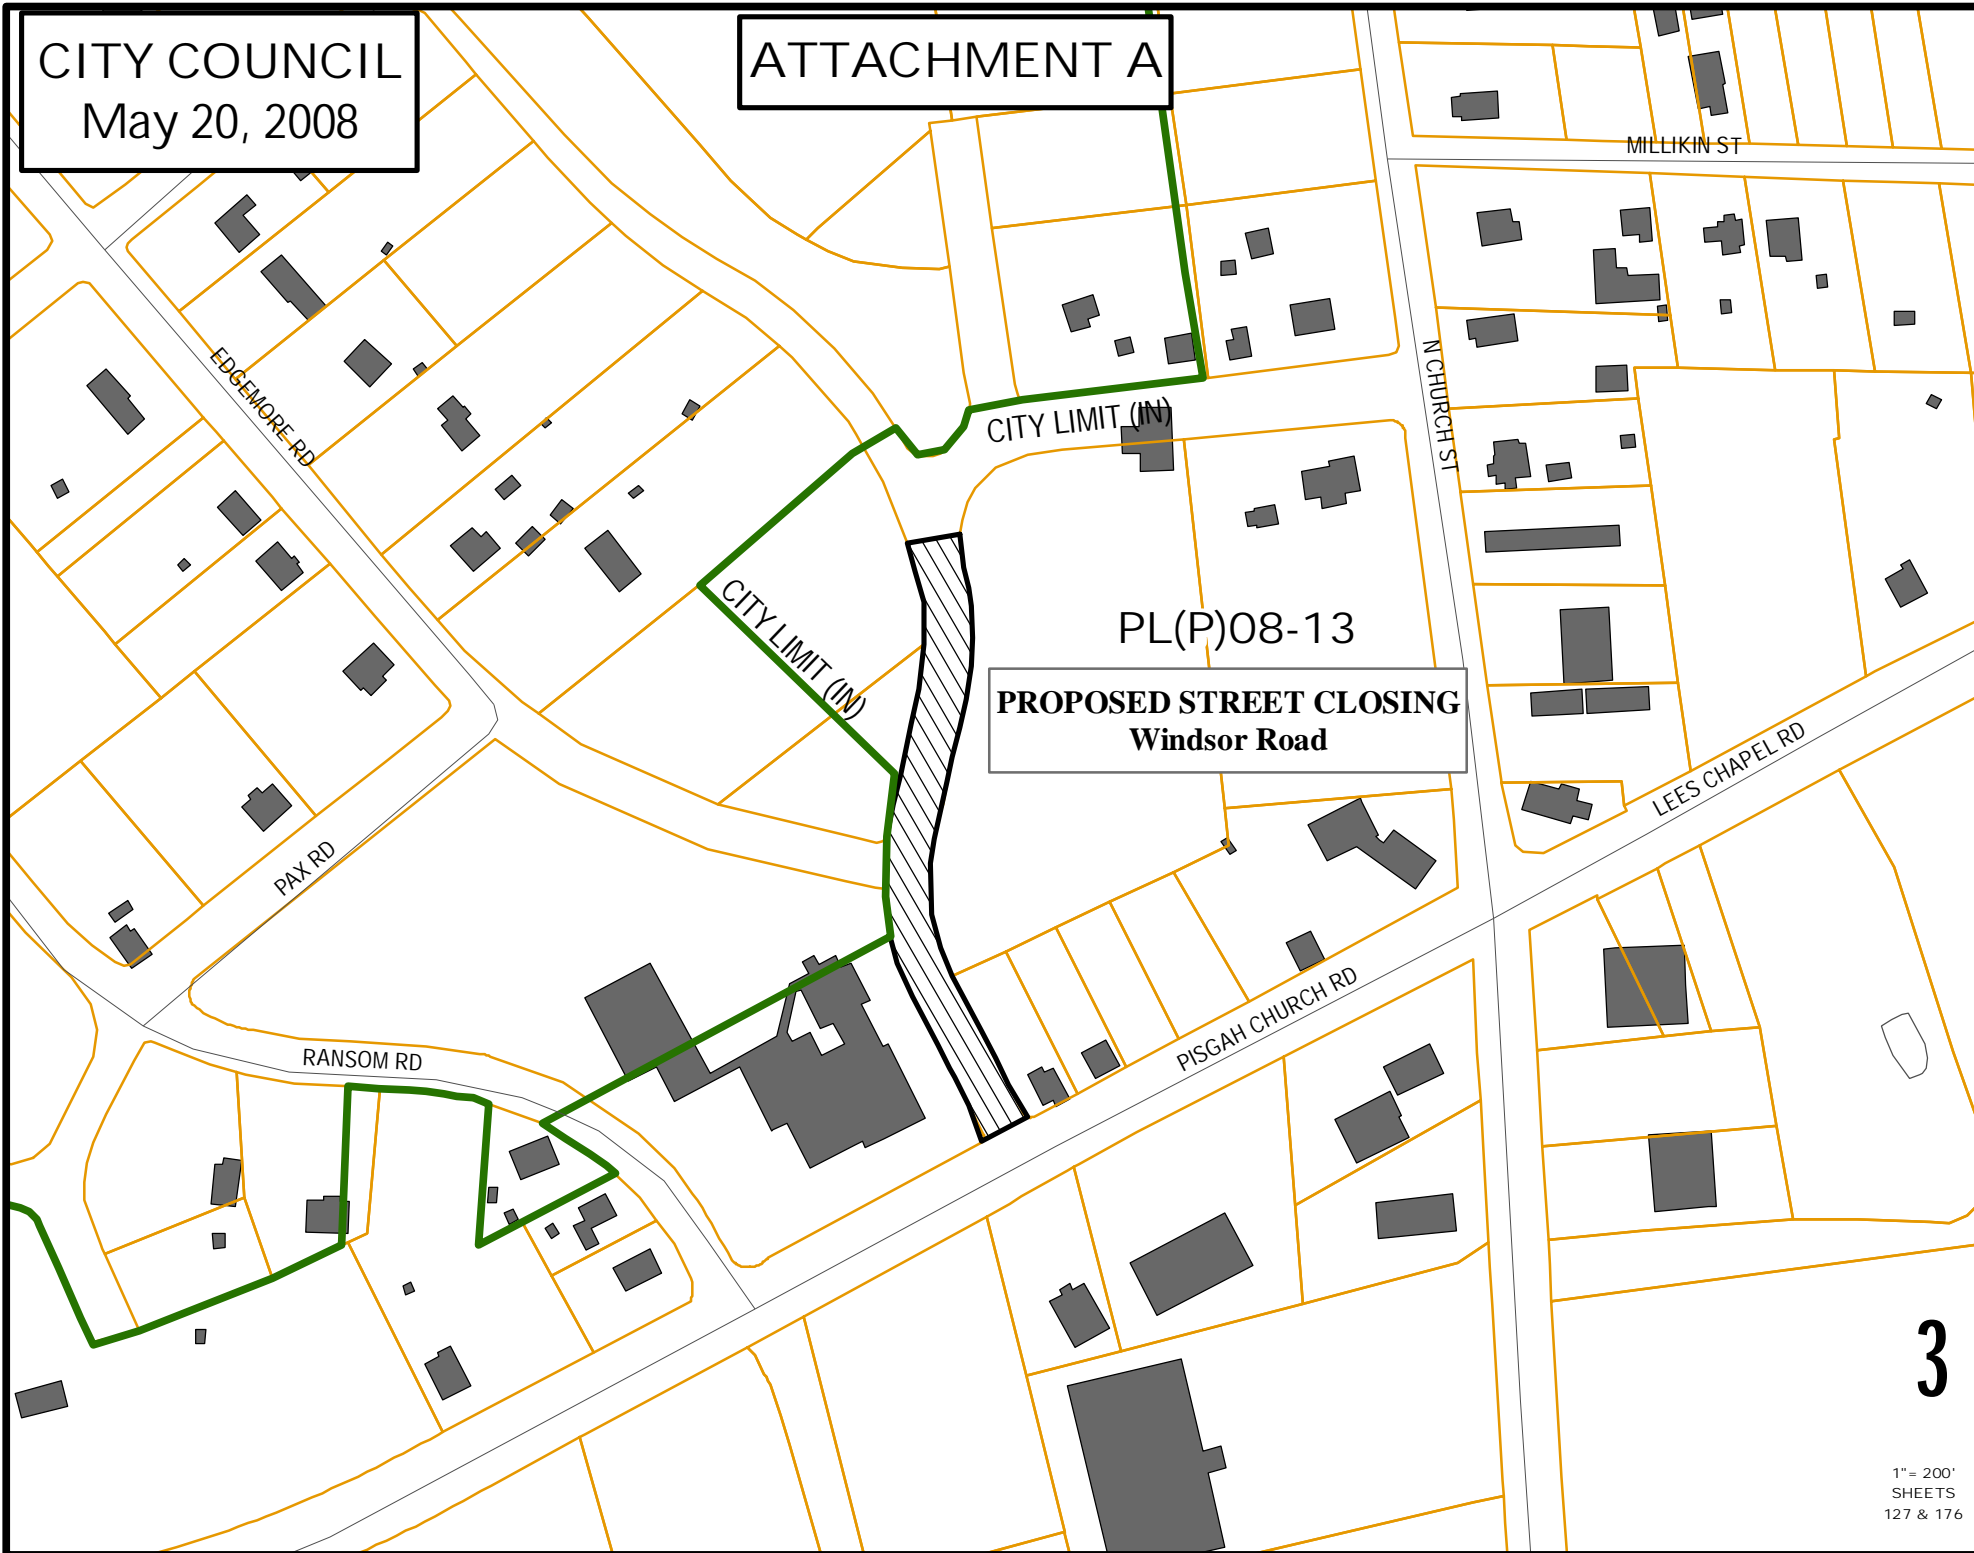 CITY COUNCIL
May 20, 2008
ATTACHMENT A
MILLIKIN ST
EDGEMORE RD
N CHURCH ST
CITY LIMIT (IN)
CITY LIMIT (IN)
PL(P)08-13
PROPOSED STREET CLOSING
Windsor Road
LEES CHAPEL RD
PAX RD
PISGAH CHURCH RD
RANSOM RD
3
1"= 200'
SHEETS
127 & 176